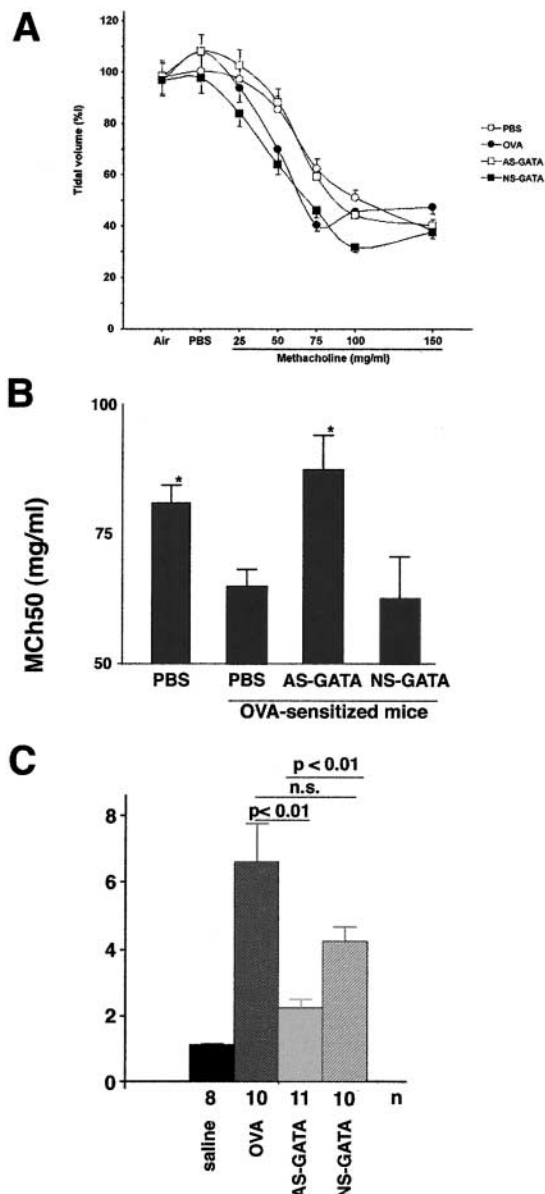 A
120
100
80
60
40
20
0
Tidal volume (%I)
PBS
OVA
AS-GATA
NS-GATA
Air PBS 25 50 75 100 150
Methacholine (mg/ml)
B
100
75
50
MCh50 (mg/ml)
* *
PBS PBS AS-GATA NS-GATA
OVA-sensitized mice
C
p < 0.01
n.s.
p< 0.01
8
6
4
2
0
8 10 11 10 n
saline OVA AS-GATA NS-GATA